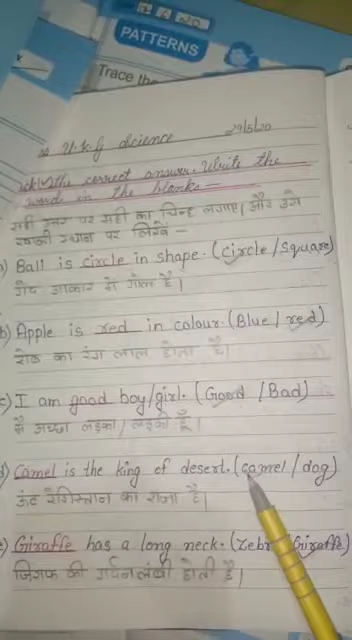 PATTERNS
Trace the
U.K.G Science 29/5/20
Tick (✓) the correct answer. Write the
word in the blanks —
सही उत्तर पर सही का चिन्ह लगाए। और उसे
खाली स्थान पर लिखें —
a) Ball is circle in shape. (circle / Square)
गेंद आकार में गोल है।
b) Apple is red in colour. (Blue / red)
सेब का रंग लाल होता है।
c) I am good boy/girl. (Good / Bad)
मैं अच्छा लड़का / लड़की हूँ।
d) Camel is the king of desert. (camel / dog)
ऊंट रेगिस्तान का राजा है।
e) Giraffe has a long neck. (Zebra / Giraffe)
जिराफ की गर्दन लंबी होती है।